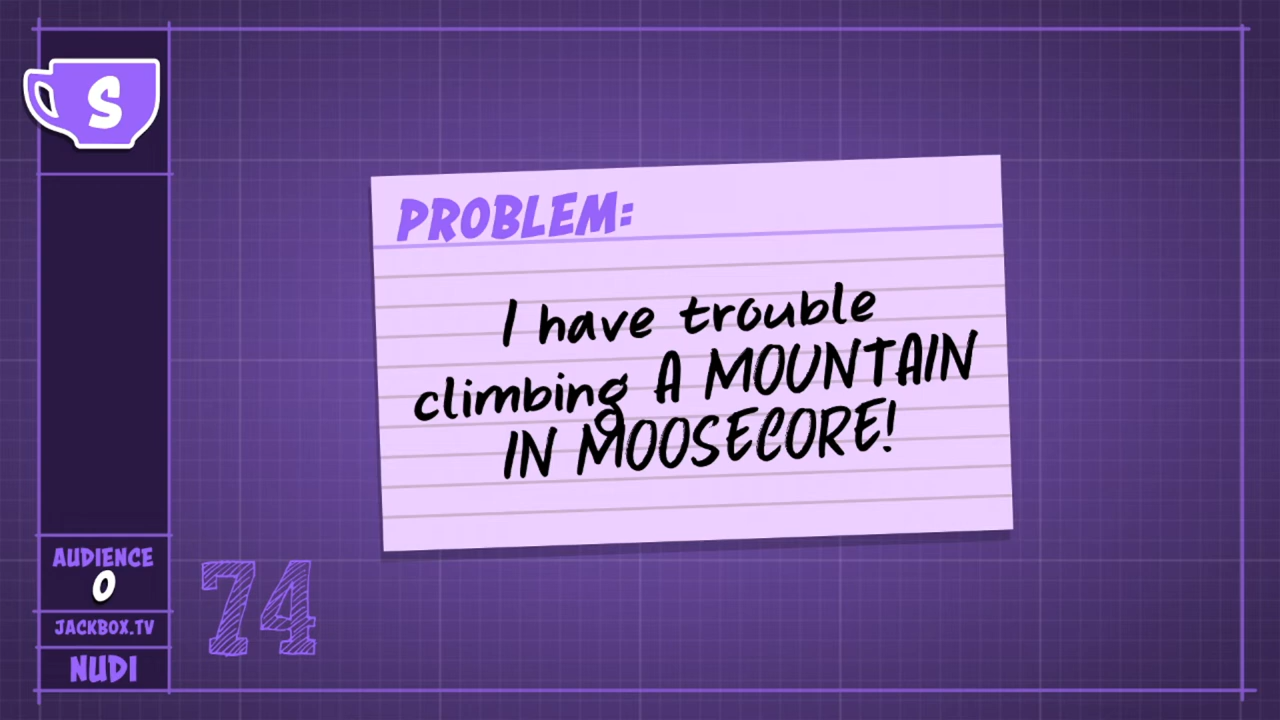 S
PROBLEM:
I have trouble
climbing A MOUNTAIN
IN MOOSECORE!
AUDIENCE
0
JACKBOX.TV
NUDI
74